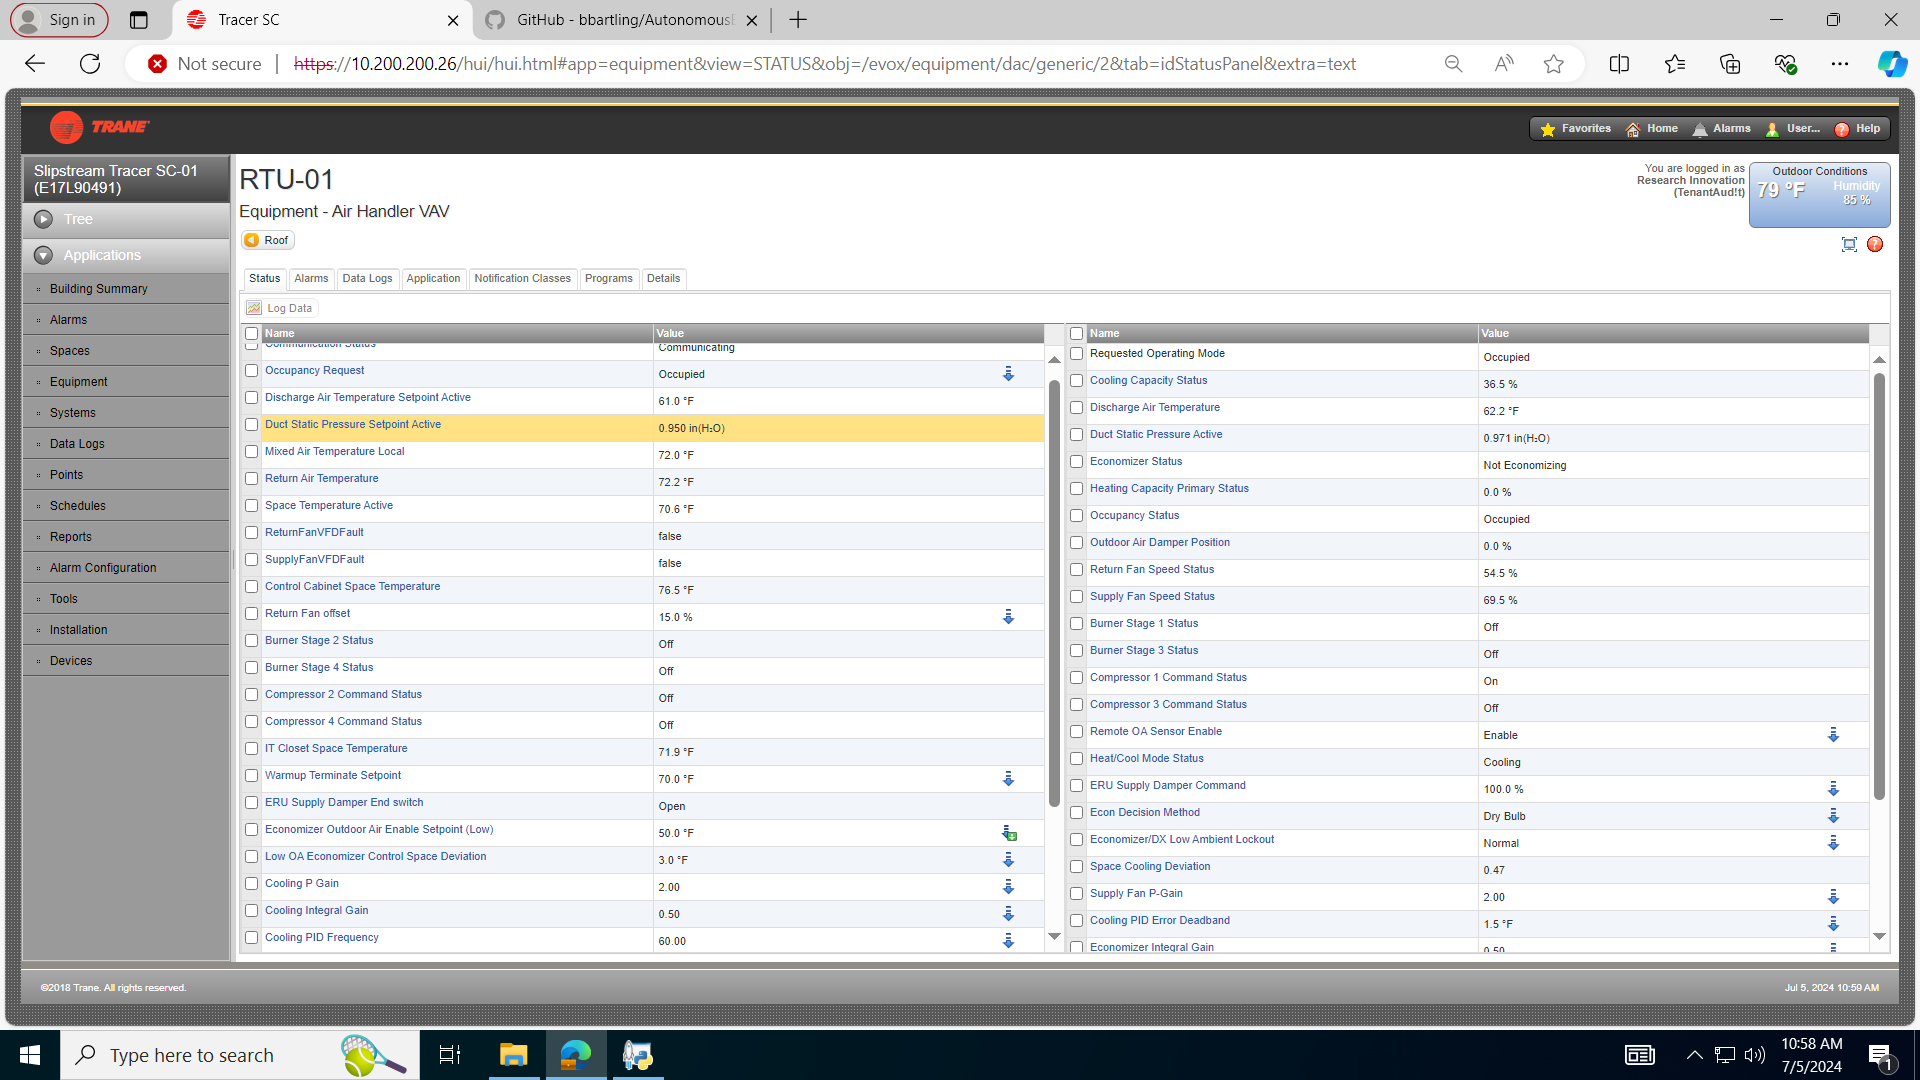 Sign in
Tracer SC
GitHub - bbartling/AutonomousB
Not secure
https://10.200.200.26/hui/hui.html#app=equipment&view=STATUS&obj=/evox/equipment/dac/generic/2&tab=idStatusPanel&extra=text
TRANE
Favorites
Home
Alarms
User...
Help
Slipstream Tracer SC-01
(E17L90491)
Tree
Applications
Building Summary
Alarms
Spaces
Equipment
Systems
Data Logs
Points
Schedules
Reports
Alarm Configuration
Tools
Installation
Devices
RTU-01
Equipment - Air Handler VAV
Roof
You are logged in as
Research Innovation
(TenantAud!t)
Outdoor Conditions
79 °F
Humidity
85 %
Status
Alarms
Data Logs
Application
Notification Classes
Programs
Details
Log Data
Name Value
Communication Status Communicating
Occupancy Request Occupied
Discharge Air Temperature Setpoint Active 61.0 °F
Duct Static Pressure Setpoint Active 0.950 in(H₂O)
Mixed Air Temperature Local 72.0 °F
Return Air Temperature 72.2 °F
Space Temperature Active 70.6 °F
ReturnFanVFDFault false
SupplyFanVFDFault false
Control Cabinet Space Temperature 76.5 °F
Return Fan offset 15.0 %
Burner Stage 2 Status Off
Burner Stage 4 Status Off
Compressor 2 Command Status Off
Compressor 4 Command Status Off
IT Closet Space Temperature 71.9 °F
Warmup Terminate Setpoint 70.0 °F
ERU Supply Damper End switch Open
Economizer Outdoor Air Enable Setpoint (Low) 50.0 °F
Low OA Economizer Control Space Deviation 3.0 °F
Cooling P Gain 2.00
Cooling Integral Gain 0.50
Cooling PID Frequency 60.00
Name Value
Requested Operating Mode Occupied
Cooling Capacity Status 36.5 %
Discharge Air Temperature 62.2 °F
Duct Static Pressure Active 0.971 in(H₂O)
Economizer Status Not Economizing
Heating Capacity Primary Status 0.0 %
Occupancy Status Occupied
Outdoor Air Damper Position 0.0 %
Return Fan Speed Status 54.5 %
Supply Fan Speed Status 69.5 %
Burner Stage 1 Status Off
Burner Stage 3 Status Off
Compressor 1 Command Status On
Compressor 3 Command Status Off
Remote OA Sensor Enable Enable
Heat/Cool Mode Status Cooling
ERU Supply Damper Command 100.0 %
Econ Decision Method Dry Bulb
Economizer/DX Low Ambient Lockout Normal
Space Cooling Deviation 0.47
Supply Fan P-Gain 2.00
Cooling PID Error Deadband 1.5 °F
Economizer Integral Gain 0.50
©2018 Trane. All rights reserved.
Jul 5, 2024 10:59 AM
Type here to search
10:58 AM
7/5/2024
1